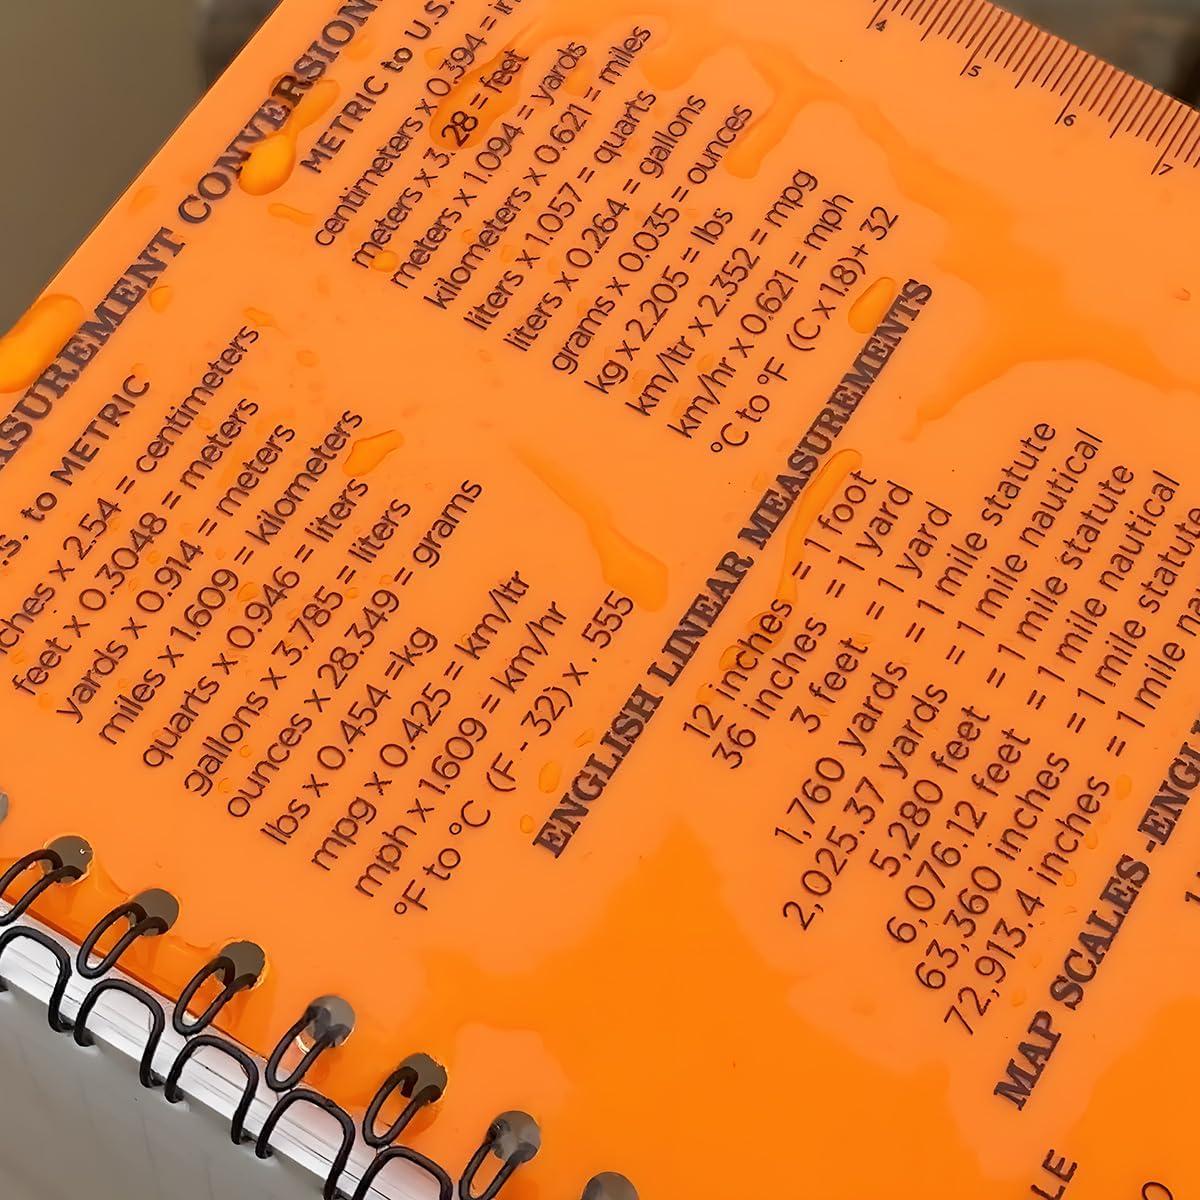 MEASUREMENT CONVERSION
to METRIC
x 2.54 = centimeters
feet x 0.3048 = meters
yards x 0.914 = meters
miles x 1.609 = kilometers
quarts x 0.946 = liters
gallons x 3.785 = liters
ounces x 28.349 = grams
lbs x 0.454 =kg
mpg x 0.425 = km/ltr
mph x 1.609 = km/hr
°F to °C (F - 32) x .555
METRIC to U.S.
centimeters x 0.394 =
meters x 3.28 = feet
meters x 1.094 = yards
kilometers x 0.621 = miles
liters x 1.057 = quarts
liters x 0.264 = gallons
grams x 0.035 = ounces
kg x 2.205 = lbs
km/ltr x 2.352 = mpg
km/hr x 0.621 = mph
°C to °F (C x 1.8)+ 32
ENGLISH LINEAR MEASUREMENTS
12 inches = 1 foot
36 inches = 1 yard
3 feet = 1 yard
1,760 yards = 1 mile statute
2,025.37 yards = 1 mile nautical
5,280 feet = 1 mile statute
6,076.12 feet = 1 mile nautical
63,360 inches = 1 mile statute
72,913.4 inches = 1 mile
MAP SCALES -ENGL
4
5
6
7